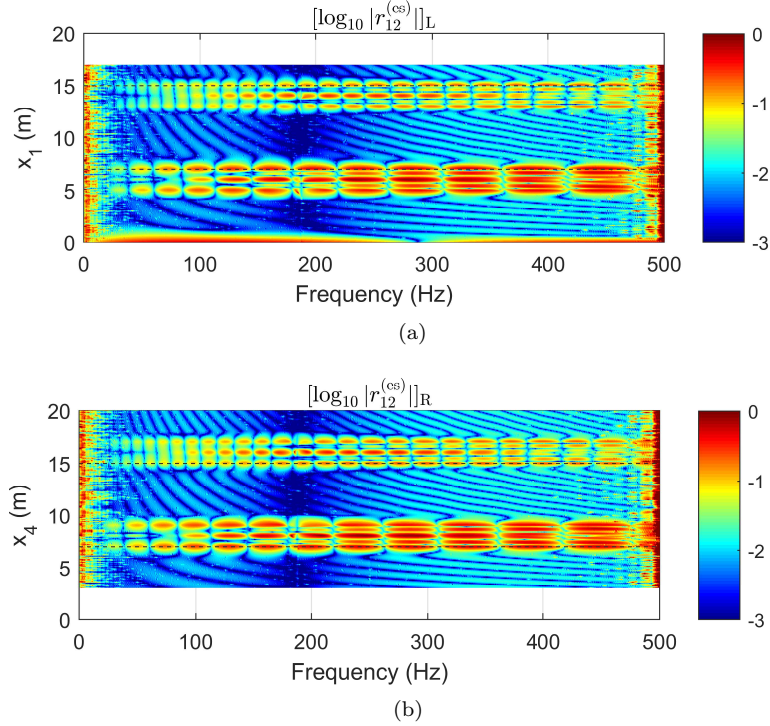 [log₁₀ |r₁₂⁽ᶜˢ⁾|]L
20
15
10
5
0
x₁ (m)
0 100 200 300 400 500
Frequency (Hz)
0
-1
-2
-3
(a)
[log₁₀ |r₁₂⁽ᶜˢ⁾|]R
20
15
10
5
0
x₄ (m)
0 100 200 300 400 500
Frequency (Hz)
0
-1
-2
-3
(b)